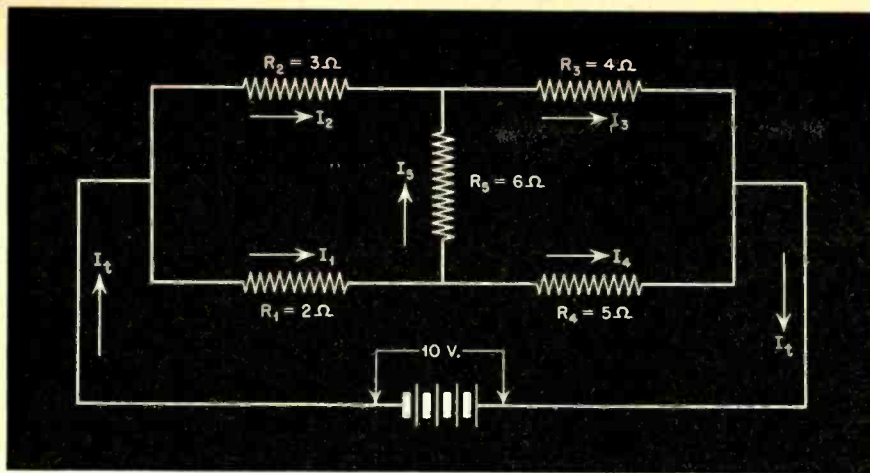 R₂ = 3Ω
R₃ = 4Ω
I₂
I₃
I₅
R₅ = 6Ω
I₁
I₄
Iₜ
R₁ = 2Ω
R₄ = 5Ω
Iₜ
10 V.